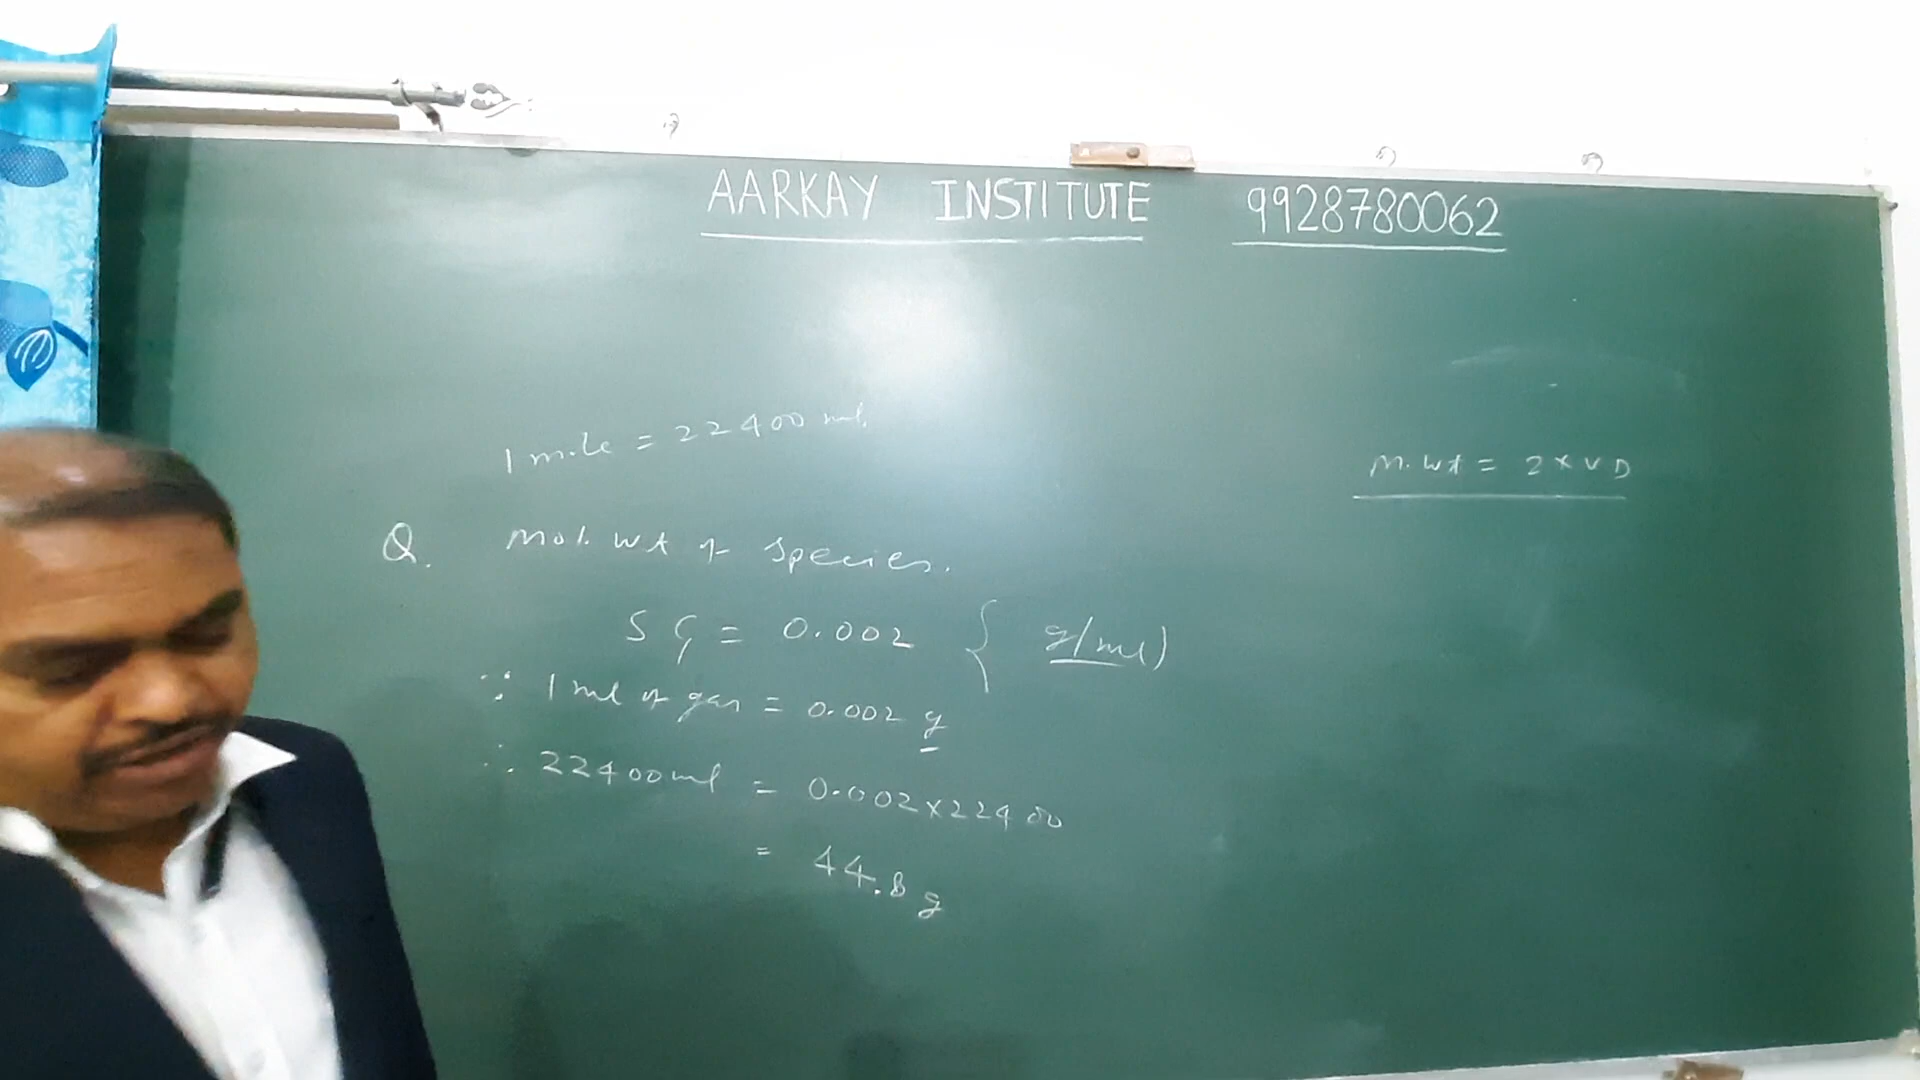 AARKAY INSTITUTE 9928780062
1 mole = 22400 ml.
M. wt = 2 x V D
Q. Mol. wt of species.
S G = 0.002 { g/ml)
∵ 1 ml of gas = 0.002 g
∴ 22400 ml = 0.002 x 22400
= 44.8 g